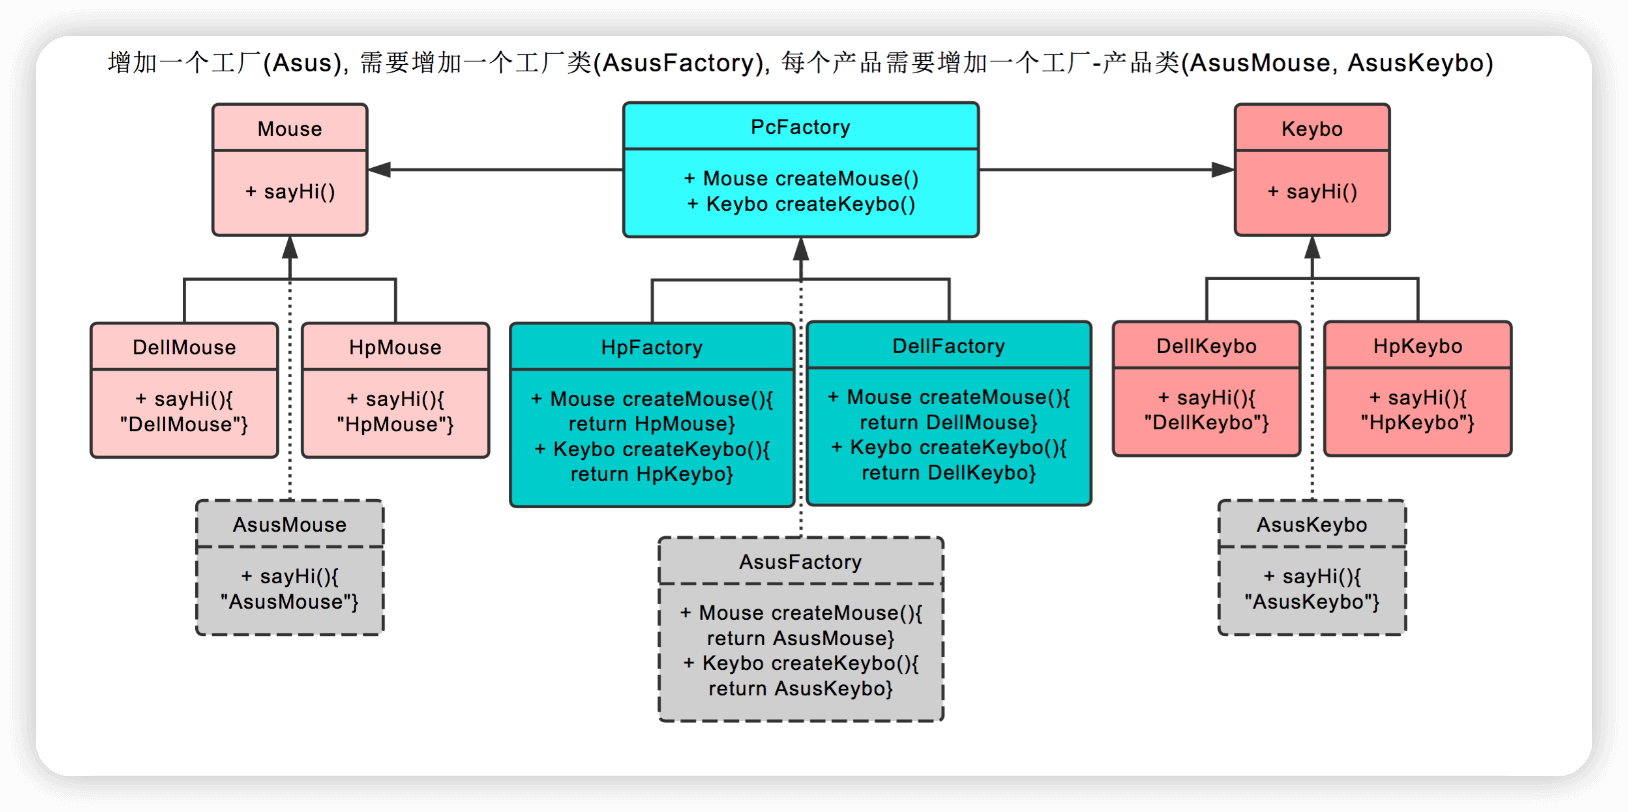 增加一个工厂(Asus), 需要增加一个工厂类(AsusFactory), 每个产品需要增加一个工厂-产品类(AsusMouse, AsusKeybo)
Mouse
+ sayHi()
PcFactory
+ Mouse createMouse()
+ Keybo createKeybo()
Keybo
+ sayHi()
DellMouse
+ sayHi(){
"DellMouse"}
HpMouse
+ sayHi(){
"HpMouse"}
HpFactory
+ Mouse createMouse(){
return HpMouse}
+ Keybo createKeybo(){
return HpKeybo}
DellFactory
+ Mouse createMouse(){
return DellMouse}
+ Keybo createKeybo(){
return DellKeybo}
DellKeybo
+ sayHi(){
"DellKeybo"}
HpKeybo
+ sayHi(){
"HpKeybo"}
AsusMouse
+ sayHi(){
"AsusMouse"}
AsusFactory
+ Mouse createMouse(){
return AsusMouse}
+ Keybo createKeybo(){
return AsusKeybo}
AsusKeybo
+ sayHi(){
"AsusKeybo"}